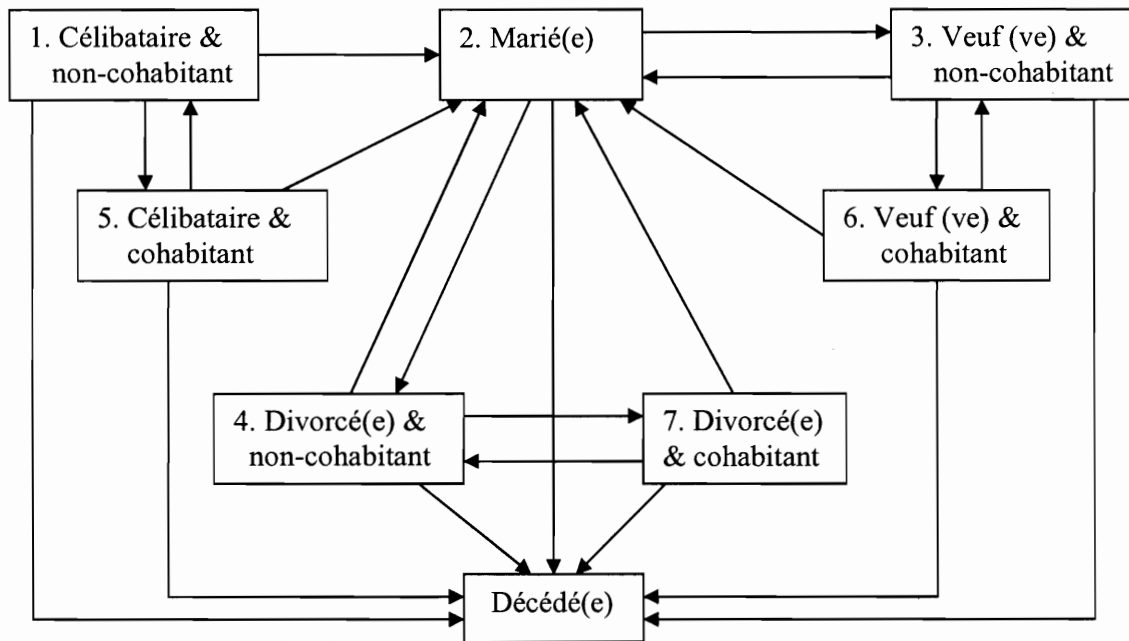 1. Célibataire &
non-cohabitant
2. Marié(e)
3. Veuf (ve) &
non-cohabitant
5. Célibataire &
cohabitant
6. Veuf (ve) &
cohabitant
4. Divorcé(e) &
non-cohabitant
7. Divorcé(e)
& cohabitant
Décédé(e)